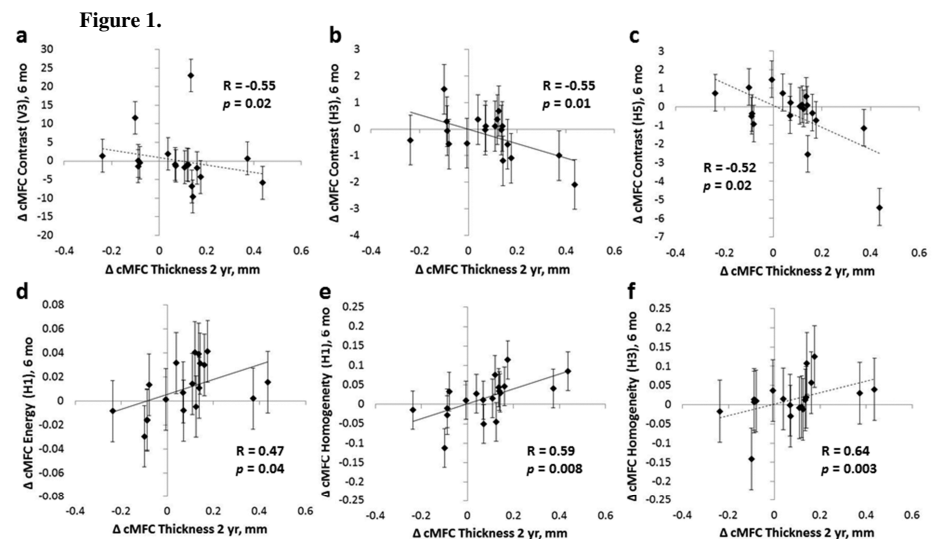 Figure 1.
a
Δ cMFC Contrast (V3), 6 mo
30
25
20
15
10
5
0
-5
-10
-15
-20
-0.4 -0.2 0 0.2 0.4 0.6
R = -0.55
p = 0.02
Δ cMFC Thickness 2 yr, mm
b
Δ cMFC Contrast (H3), 6 mo
3
2
1
0
-1
-2
-3
-4
-0.4 -0.2 0 0.2 0.4 0.6
R = -0.55
p = 0.01
Δ cMFC Thickness 2 yr, mm
c
Δ cMFC Contrast (H5), 6 mo
4
3
2
1
0
-1
-2
-3
-4
-5
-6
-7
-0.4 -0.2 0 0.2 0.4 0.6
R = -0.52
p = 0.02
Δ cMFC Thickness 2 yr, mm
d
Δ cMFC Energy (H1), 6 mo
0.08
0.06
0.04
0.02
0
-0.02
-0.04
-0.06
-0.08
-0.4 -0.2 0 0.2 0.4 0.6
R = 0.47
p = 0.04
Δ cMFC Thickness 2 yr, mm
e
Δ cMFC Homogeneity (H1), 6 mo
0.25
0.2
0.15
0.1
0.05
0
-0.05
-0.1
-0.15
-0.2
-0.25
-0.4 -0.2 0 0.2 0.4 0.6
R = 0.59
p = 0.008
Δ cMFC Thickness 2 yr, mm
f
Δ cMFC Homogeneity (H3), 6 mo
0.25
0.2
0.15
0.1
0.05
0
-0.05
-0.1
-0.15
-0.2
0.25
-0.4 -0.2 0 0.2 0.4 0.6
R = 0.64
p = 0.003
Δ cMFC Thickness 2 yr, mm